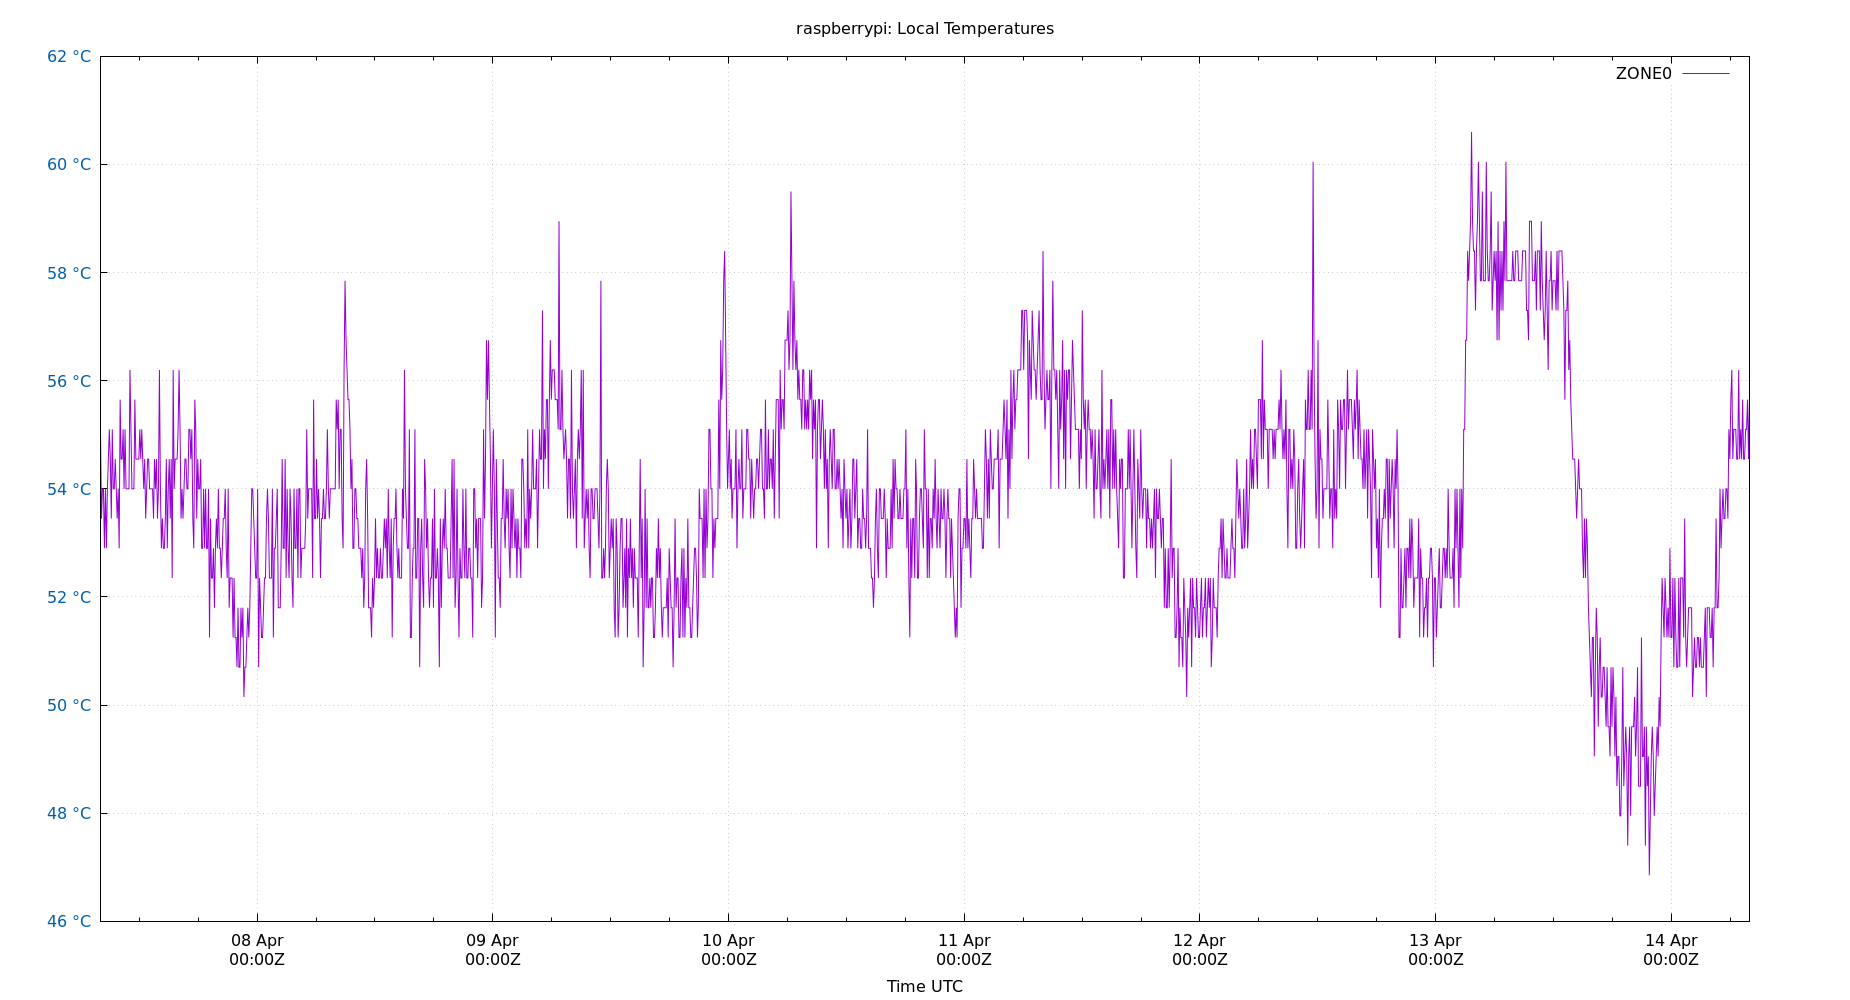 raspberrypi: Local Temperatures
62 °C
ZONE0
60 °C
58 °C
56 °C
54 °C
52 °C
50 °C
48 °C
46 °C
08 Apr 09 Apr 10 Apr 11 Apr 12 Apr 13 Apr 14 Apr
00:00Z 00:00Z 00:00Z 00:00Z 00:00Z 00:00Z 00:00Z
Time UTC